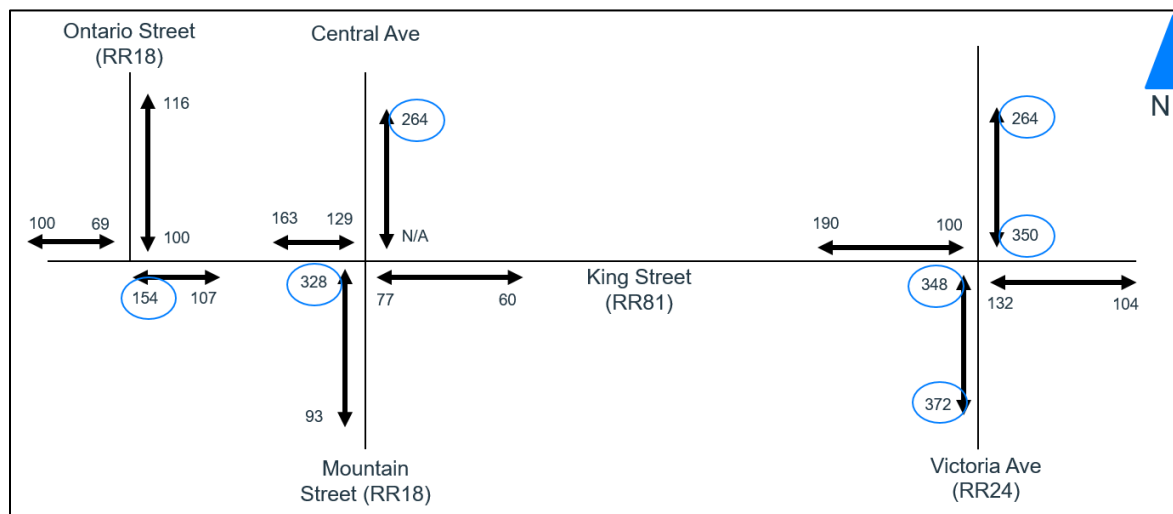 Ontario Street
(RR18)
Central Ave
N
116
264
264
100 69
100
163 129
N/A
190 100
350
154 107
328
77 60
King Street
(RR81)
348
132 104
93
372
Mountain
Street (RR18)
Victoria Ave
(RR24)